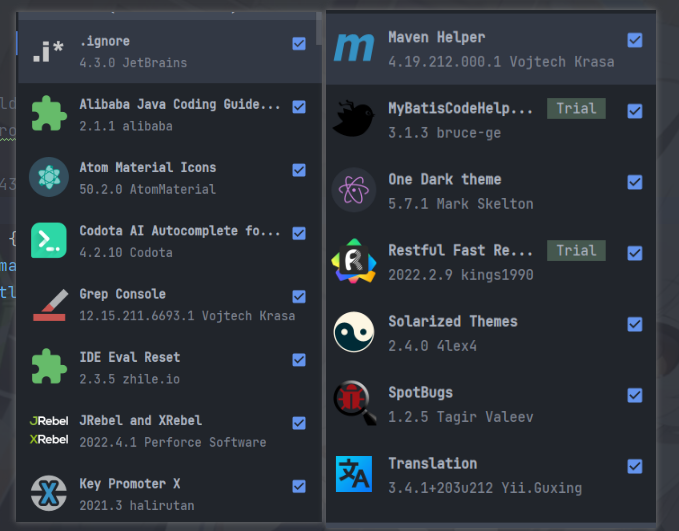 .i*
.ignore
4.3.0 JetBrains
Alibaba Java Coding Guide...
2.1.1 alibaba
Atom Material Icons
50.2.0 AtomMaterial
Codota AI Autocomplete fo...
4.2.10 Codota
Grep Console
12.15.211.6693.1 Vojtech Krasa
IDE Eval Reset
2.3.5 zhile.io
JRebel
XRebel
JRebel and XRebel
2022.4.1 Perforce Software
X
Key Promoter X
2021.3 halirutan
m
Maven Helper
4.19.212.000.1 Vojtech Krasa
MyBatisCodeHelp... Trial
3.1.3 bruce-ge
One Dark theme
5.7.1 Mark Skelton
R
Restful Fast Re... Trial
2022.2.9 kings1990
Solarized Themes
2.4.0 4lex4
SpotBugs
1.2.5 Tagir Valeev
文A
Translation
3.4.1+203u212 Yii.Guxing
ld
ro
43
{
ma
tl